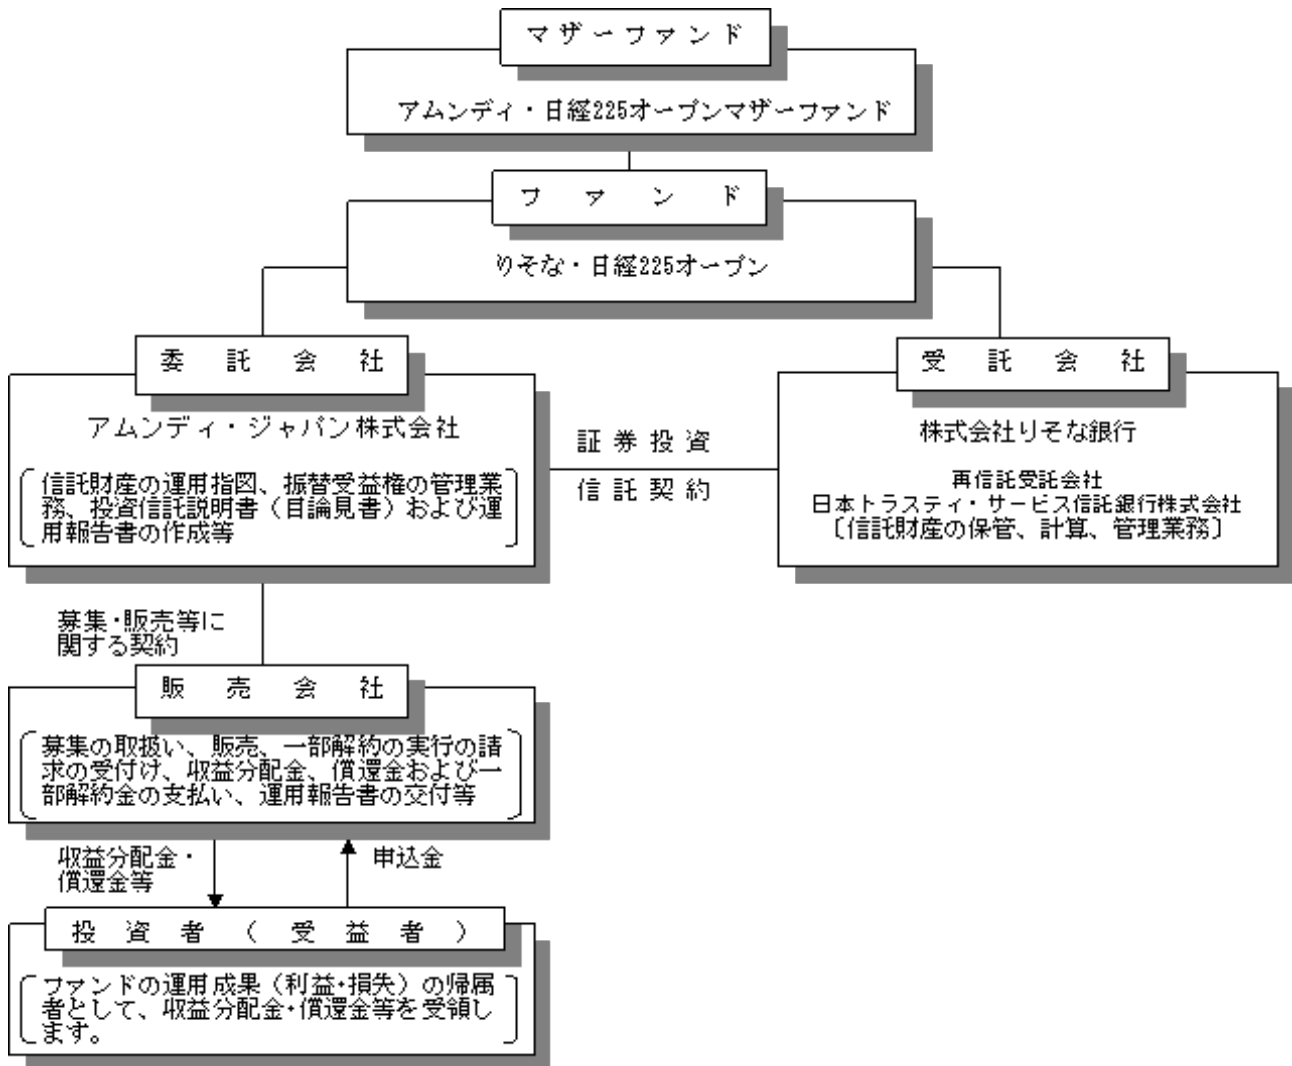 マザーファンド
アムンディ・日経225オープンマザーファンド
ファンド
りそな・日経225オープン
委託会社
アムンディ・ジャパン株式会社
信託財産の運用指図、振替受益権の管理業
務、投資信託説明書（目論見書）および運
用報告書の作成等
証券投資
信託契約
受託会社
株式会社りそな銀行
再信託受託会社
日本トラスティ・サービス信託銀行株式会社
〔信託財産の保管、計算、管理業務〕
募集・販売等に
関する契約
販売会社
募集の取扱い、販売、一部解約の実行の請
求の受付け、収益分配金、償還金および一
部解約金の支払い、運用報告書の交付等
収益分配金・
償還金等
申込金
投資者（受益者）
ファンドの運用成果（利益・損失）の帰属
者として、収益分配金・償還金等を受領し
ます。